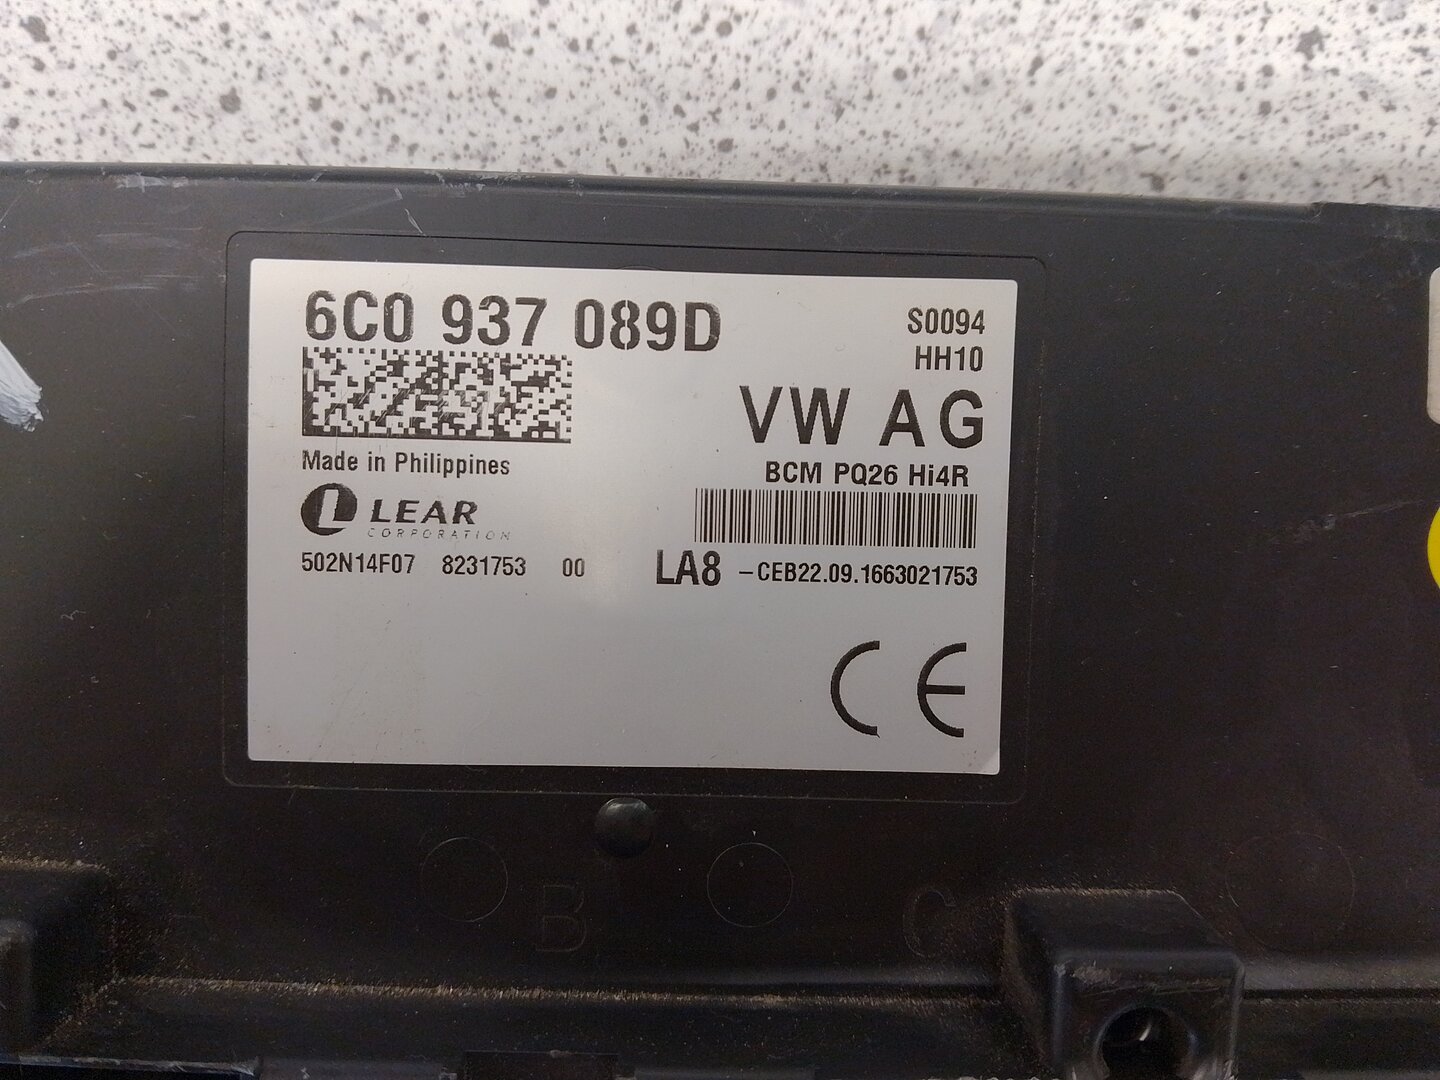 6C0 937 089D
S0094
HH10
VW AG
BCM PQ26 Hi4R
Made in Philippines
LEAR
CORPORATION
502N14F07 8231753 00
LA8 –CEB22.09.1663021753
CE
B
C